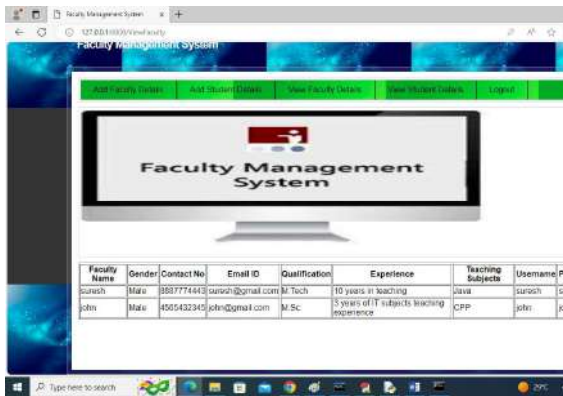 Faculty Management System
127.0.0.1:8000/ViewFaculty
Faculty Management System
Add Faculty Details Add Student Details View Faculty Details View Student Details Logout
Faculty Management
System
Faculty Name Gender Contact No Email ID Qualification Experience Teaching Subjects Username
suresh Male 8887774443 suresh@gmail.com M.Tech 10 years in teaching Java suresh
john Male 4565432345 john@gmail.com M.Sc 3 years of IT subjects teaching experience CPP john
Type here to search
29°C